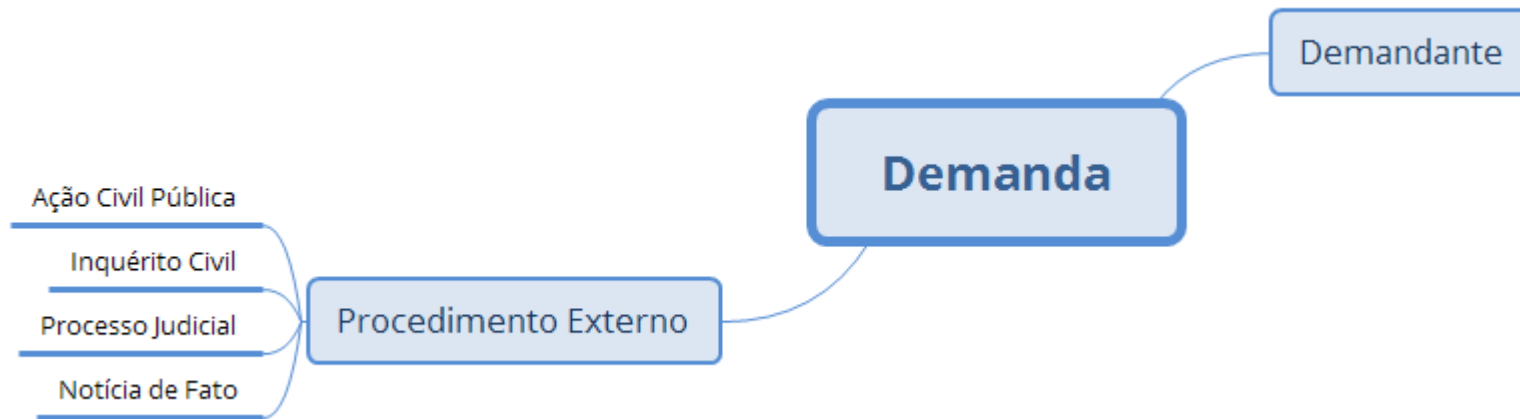 Demandante
Demanda
Ação Civil Pública
Inquérito Civil
Procedimento Externo
Processo Judicial
Notícia de Fato